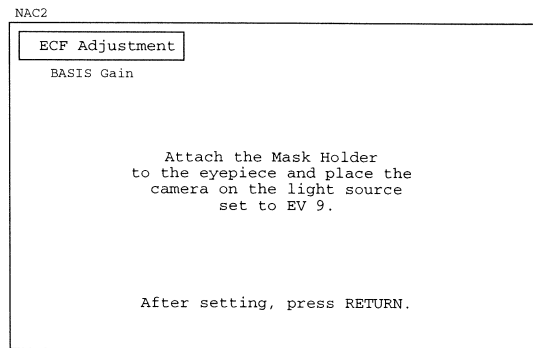 NAC2
ECF Adjustment
BASIS Gain
Attach the Mask Holder
to the eyepiece and place the
camera on the light source
set to EV 9.
After setting, press RETURN.